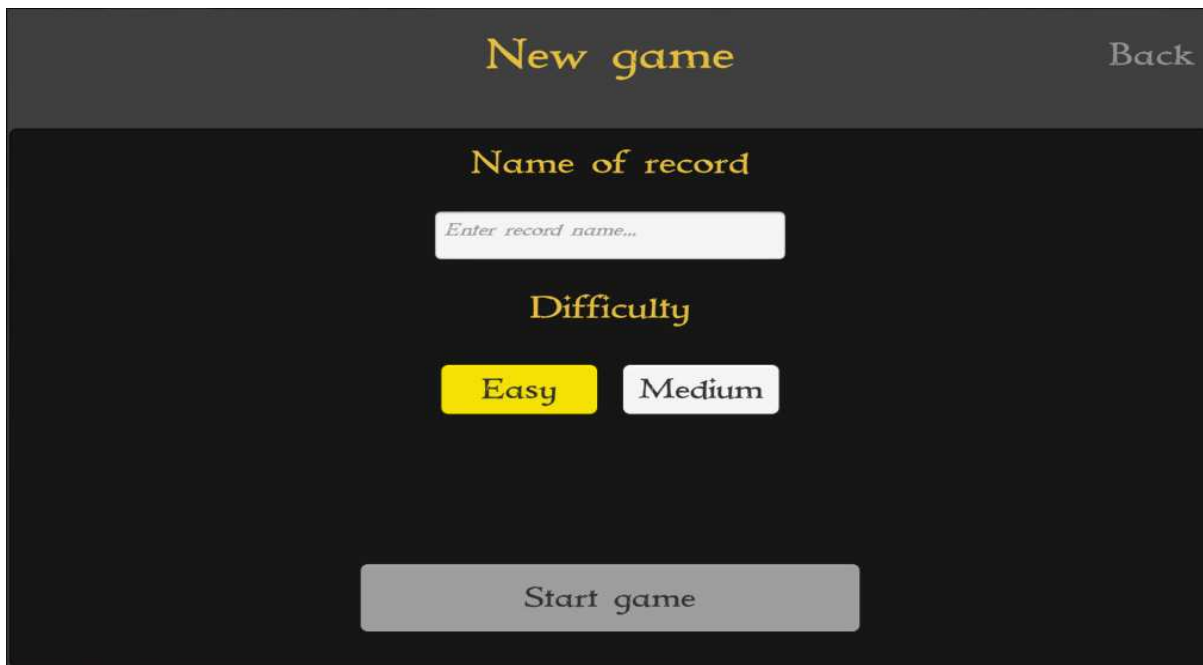 New game
Back
Name of record
Enter record name...
Difficulty
Easy Medium
Start game